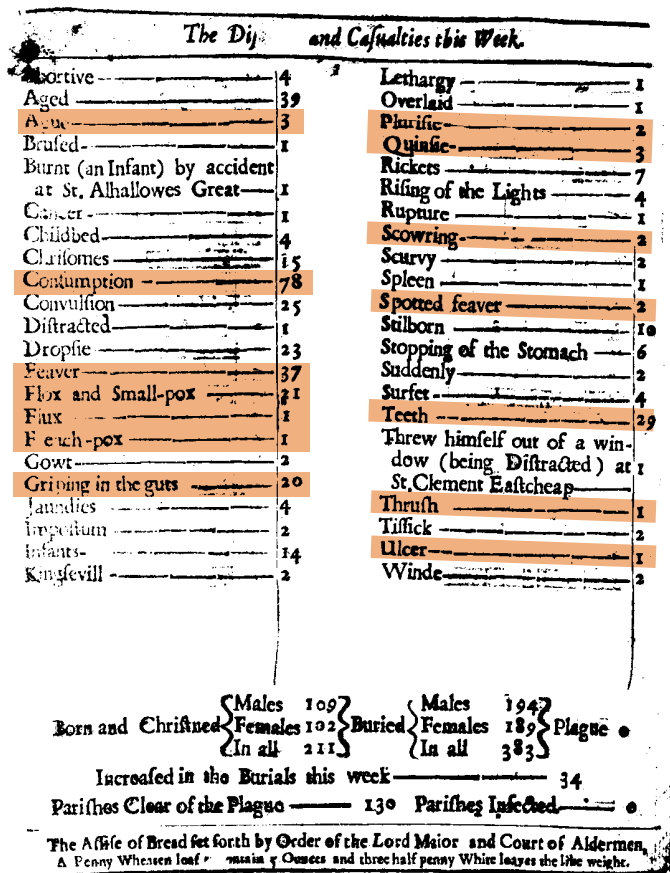 The Diſ and Caſualties this Week.
Abortive 4
Aged 39
Ague 3
Bruſed 1
Burnt (an Infant) by accident
at St. Alhallowes Great 1
Cancer 1
Childbed 4
Chriſomes 15
Conſumption 78
Convulſion 25
Diſtracted 1
Dropſie 23
Feaver 37
Flox and Small-pox 21
Flux 1
French-pox 1
Gowt 2
Griping in the guts 20
Jaundies 4
Impoſtum 2
Infants 14
Kingſevill 2
Lethargy 1
Overlaid 1
Pluriſie 2
Quinſie 3
Rickets 7
Riſing of the Lights 4
Rupture 1
Scowring 2
Scurvy 2
Spleen 1
Spotted feaver 2
Stilborn 10
Stopping of the Stomach 6
Suddenly 2
Surfet 4
Teeth 29
Threw himſelf out of a win-
dow (being Diſtracted) at 1
St. Clement Eaſtcheap
Thruſh 1
Tiſſick 2
Ulcer 1
Winde 2
Males 109 Males 194
Born and Chriſtned Females 102 Buried Females 189 Plague 0
In all 211 In all 383
Increaſed in the Burials this week 34
Pariſhes Clear of the Plague 130 Pariſhes Infected 0
The Aſſiſe of Bread ſet forth by Order of the Lord Maior and Court of Aldermen,
A Penny Wheaten loaf Ounces and three half penny White loaves the like weight.